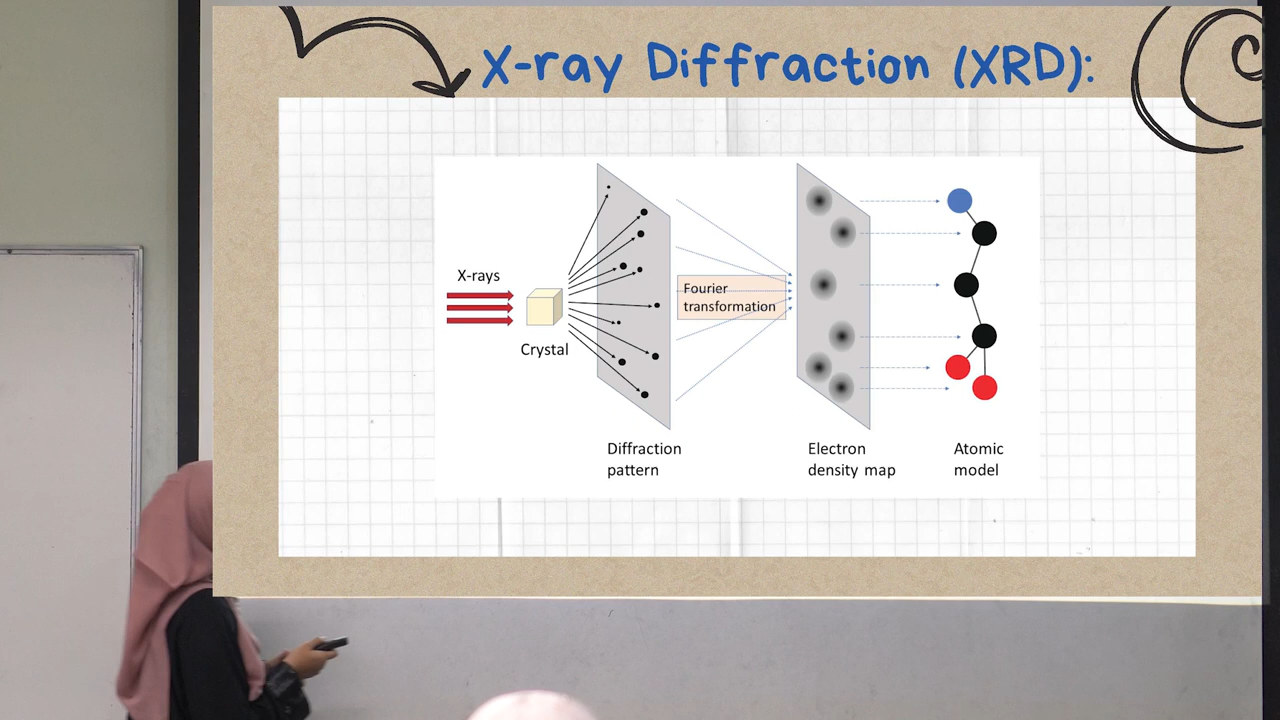 X-ray Diffraction (XRD):
X-rays
Crystal
Fourier
transformation
Diffraction
pattern
Electron
density map
Atomic
model